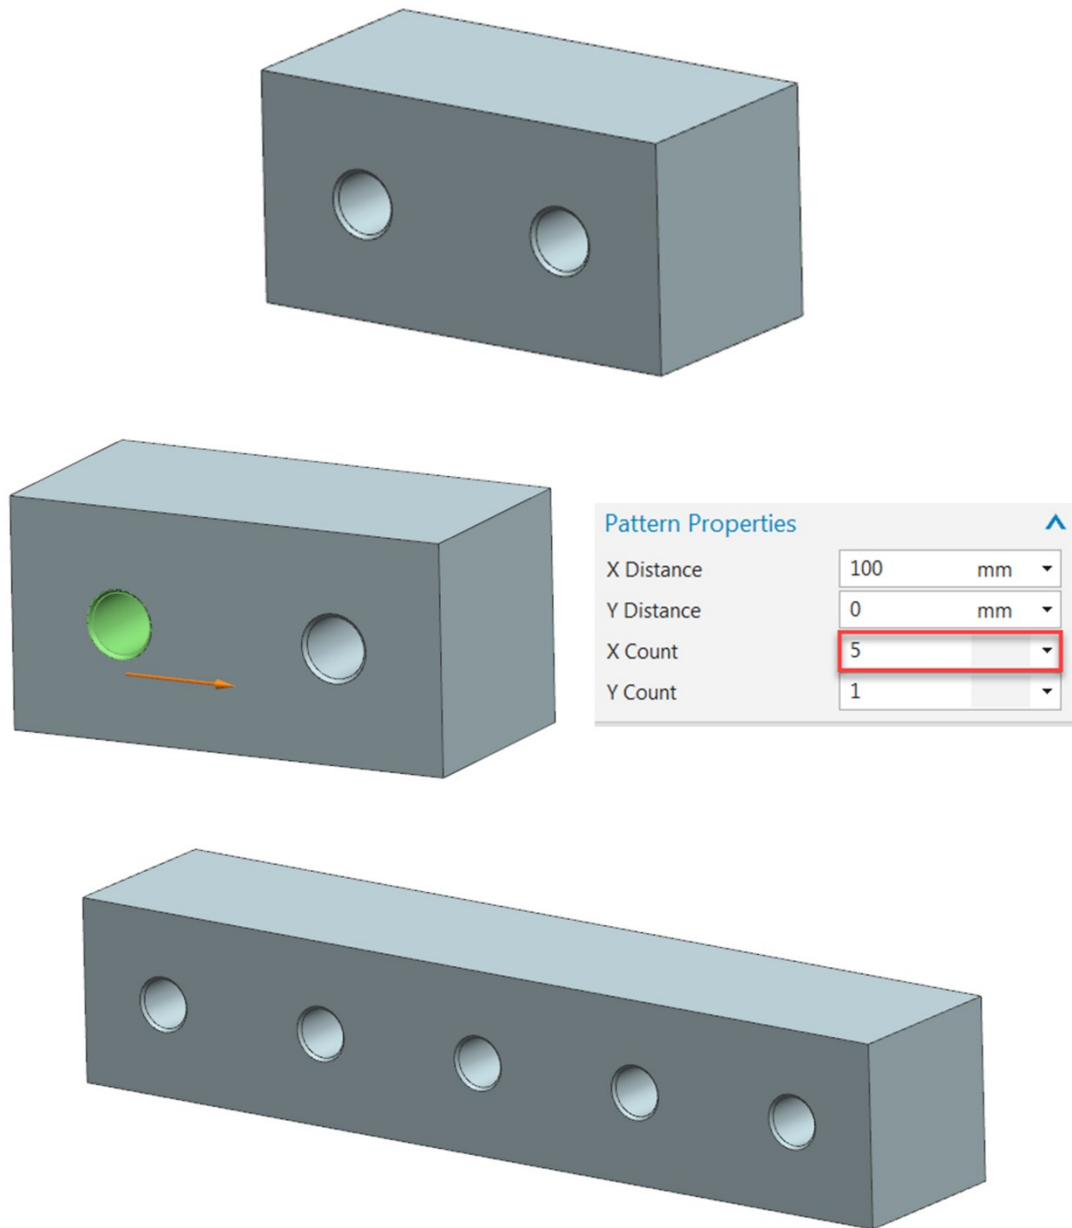 Pattern Properties
X Distance 100 mm
Y Distance 0 mm
X Count 5
Y Count 1